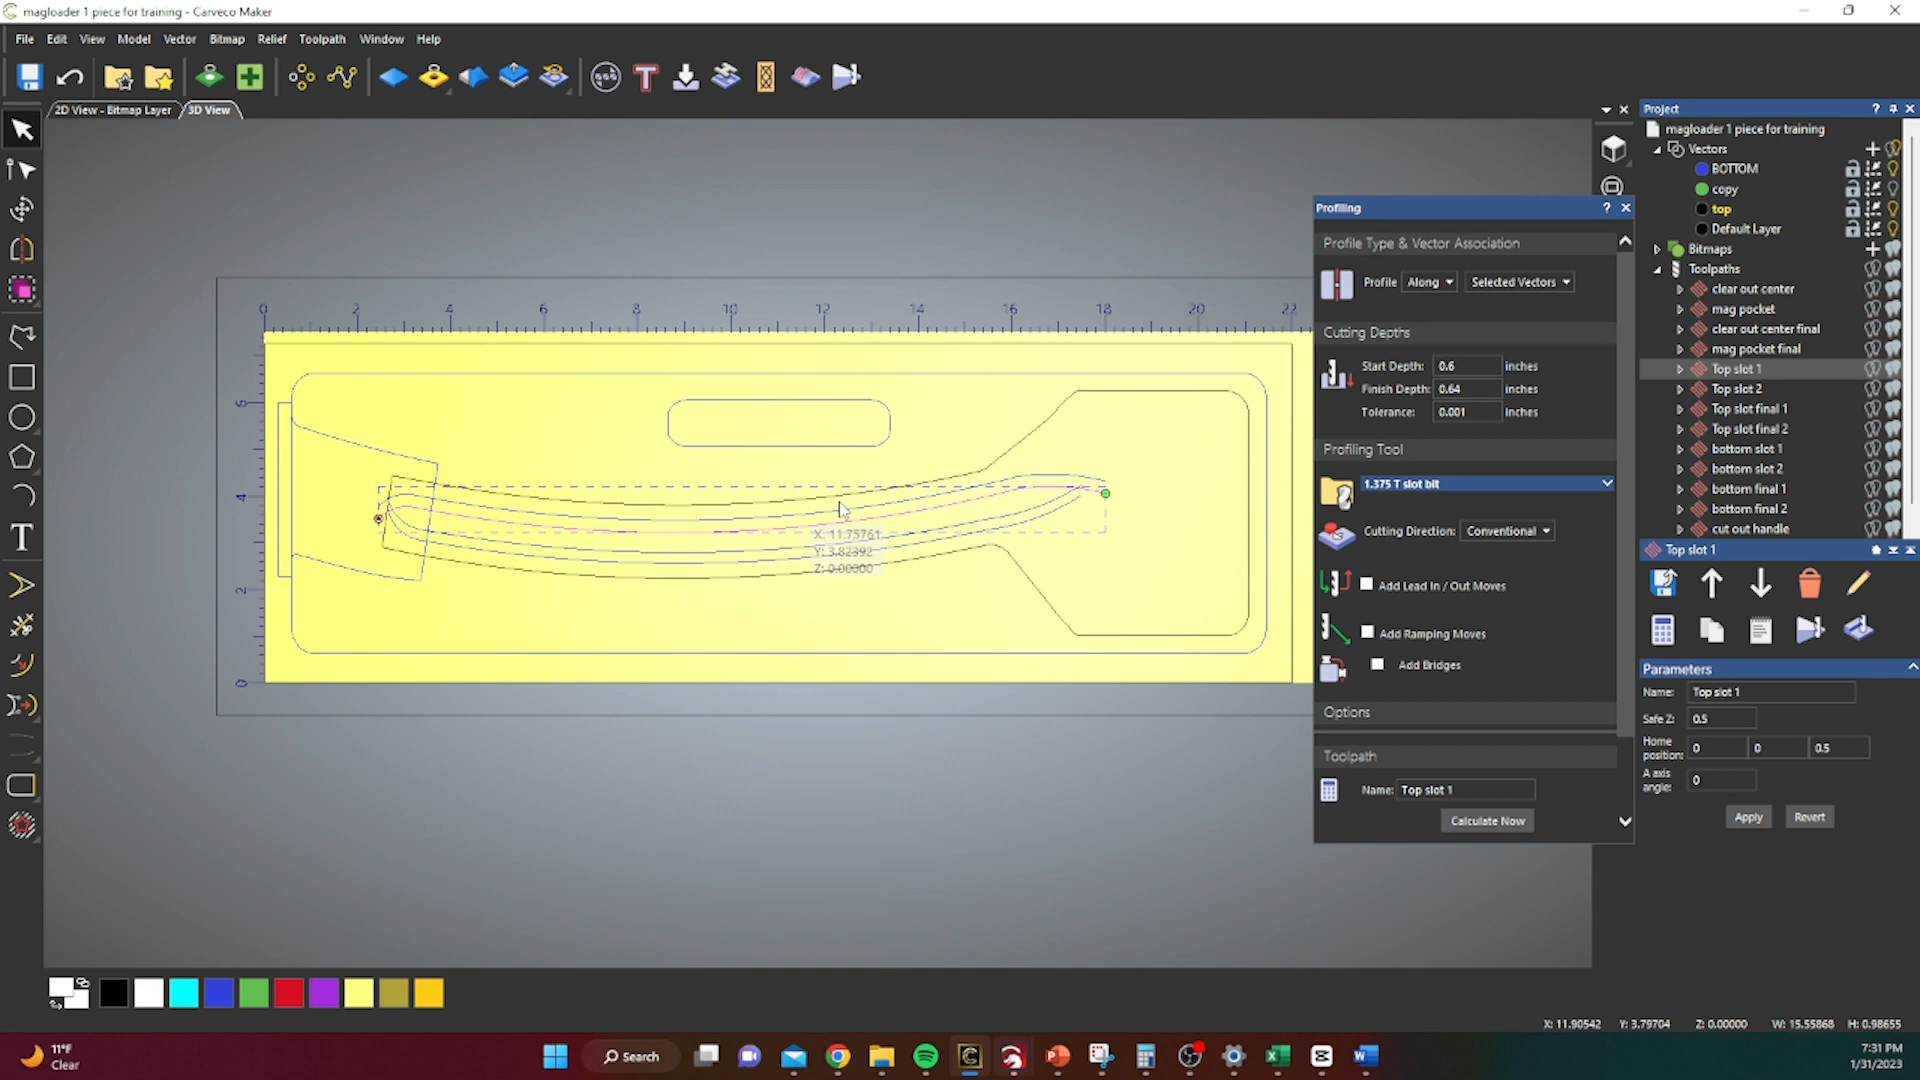 magloader 1 piece for training - Carveco Maker
File Edit View Model Vector Bitmap Relief Toolpath Window Help
2D View - Bitmap Layer
3D View
0 2 4 6 8 10 12 14 16 18 20 22
6
4
2
0
X: 11.75761
Y: 3.82392
Z: 0.00000
Profiling
Profile Type & Vector Association
Profile Along Selected Vectors
Cutting Depths
Start Depth: 0.6 inches
Finish Depth: 0.64 inches
Tolerance: 0.001 inches
Profiling Tool
1.375 T slot bit
Cutting Direction: Conventional
Add Lead In / Out Moves
Add Ramping Moves
Add Bridges
Options
Toolpath
Name: Top slot 1
Calculate Now
Project
magloader 1 piece for training
Vectors
BOTTOM
copy
top
Default Layer
Bitmaps
Toolpaths
clear out center
mag pocket
clear out center final
mag pocket final
Top slot 1
Top slot 2
Top slot final 1
Top slot final 2
bottom slot 1
bottom slot 2
bottom final 1
bottom final 2
cut out handle
Top slot 1
Parameters
Name: Top slot 1
Safe Z: 0.5
Home position: 0 0 0.5
A axis angle: 0
Apply Revert
X: 11.90542 Y: 3.79704 Z: 0.00000 W: 15.55868 H: 0.98655
11°F
Clear
Search
7:31 PM
1/31/2023